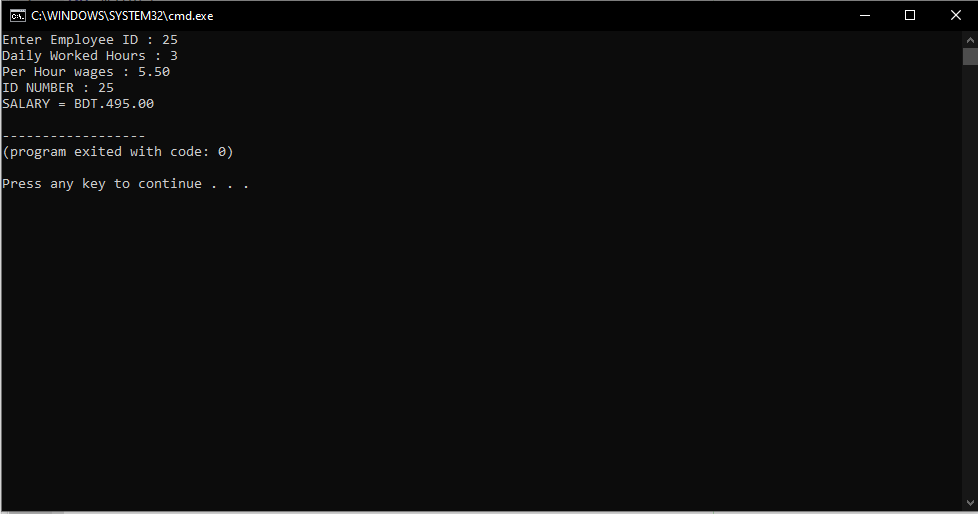 C:\WINDOWS\SYSTEM32\cmd.exe
Enter Employee ID : 25
Daily Worked Hours : 3
Per Hour wages : 5.50
ID NUMBER : 25
SALARY = BDT.495.00
------------------
(program exited with code: 0)
Press any key to continue . . .